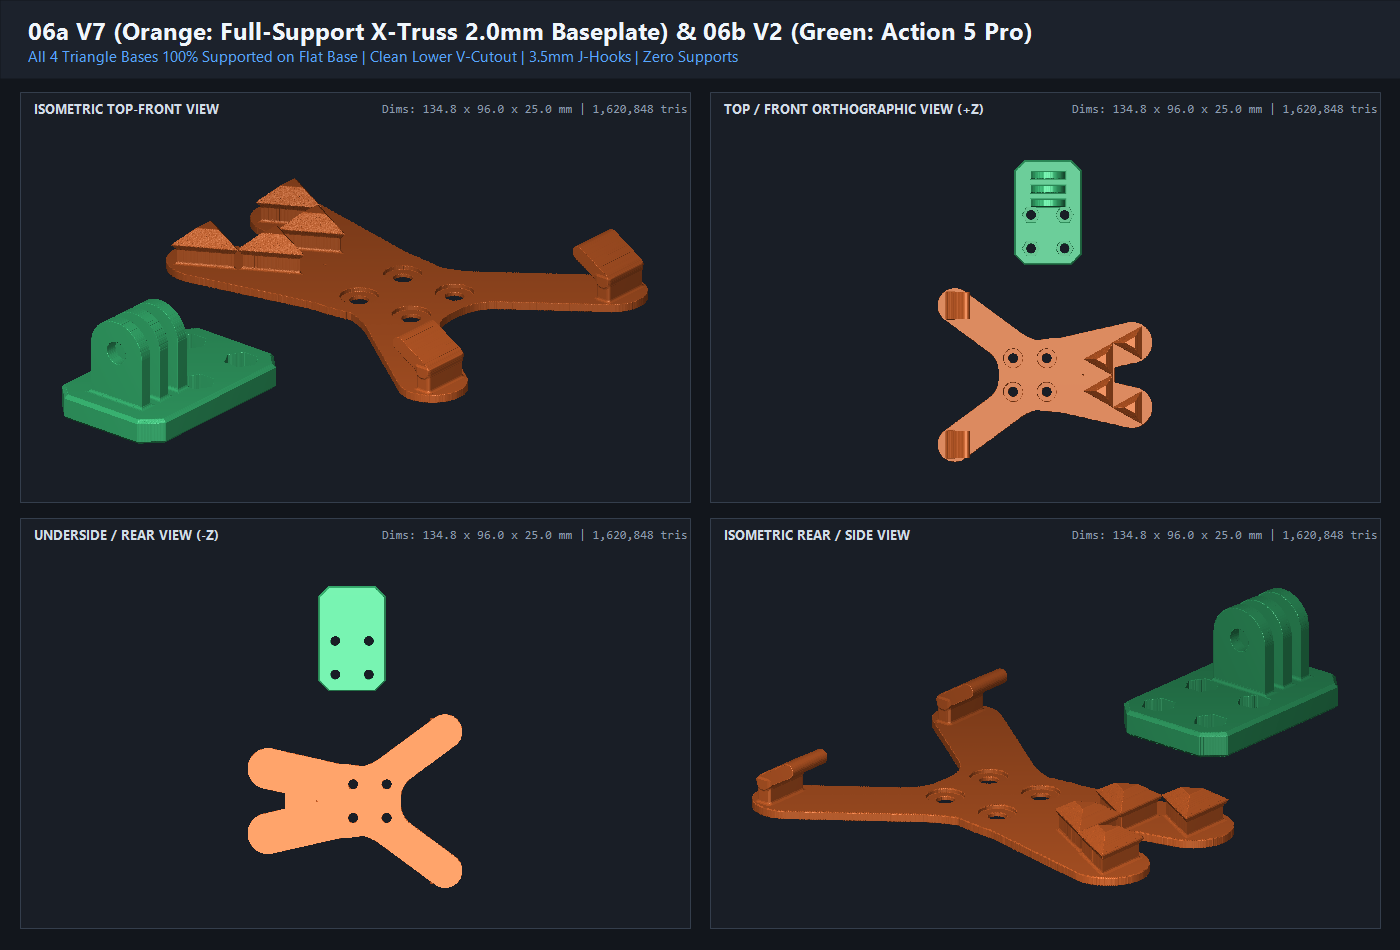 06a V7 (Orange: Full-Support X-Truss 2.0mm Baseplate) & 06b V2 (Green: Action 5 Pro)
All 4 Triangle Bases 100% Supported on Flat Base | Clean Lower V-Cutout | 3.5mm J-Hooks | Zero Supports
ISOMETRIC TOP-FRONT VIEW
Dims: 134.8 x 96.0 x 25.0 mm | 1,620,848 tris
TOP / FRONT ORTHOGRAPHIC VIEW (+Z)
Dims: 134.8 x 96.0 x 25.0 mm | 1,620,848 tris
UNDERSIDE / REAR VIEW (-Z)
Dims: 134.8 x 96.0 x 25.0 mm | 1,620,848 tris
ISOMETRIC REAR / SIDE VIEW
Dims: 134.8 x 96.0 x 25.0 mm | 1,620,848 tris